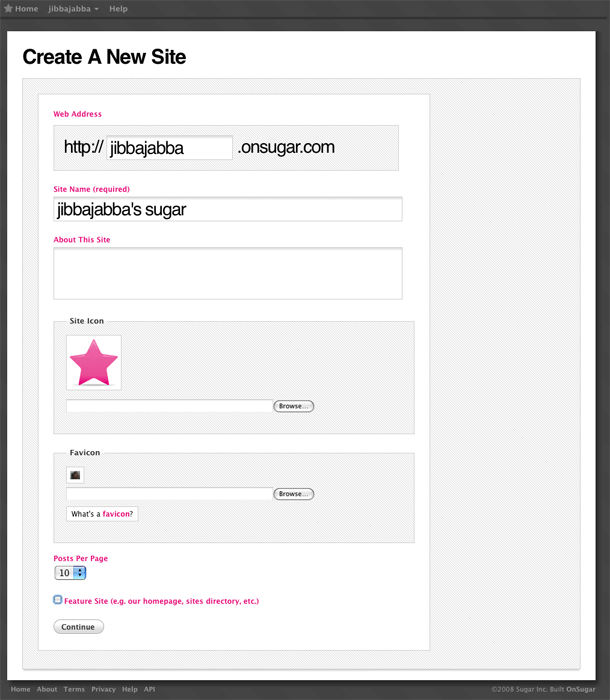 Home jibbajabba Help
Create A New Site
Web Address
http:// jibbajabba .onsugar.com
Site Name (required)
jibbajabba's sugar
About This Site
Site Icon
Browse...
Favicon
Browse...
What's a favicon?
Posts Per Page
10
Feature Site (e.g. our homepage, sites directory, etc.)
Continue
Home About Terms Privacy Help API ©2008 Sugar Inc. Built OnSugar